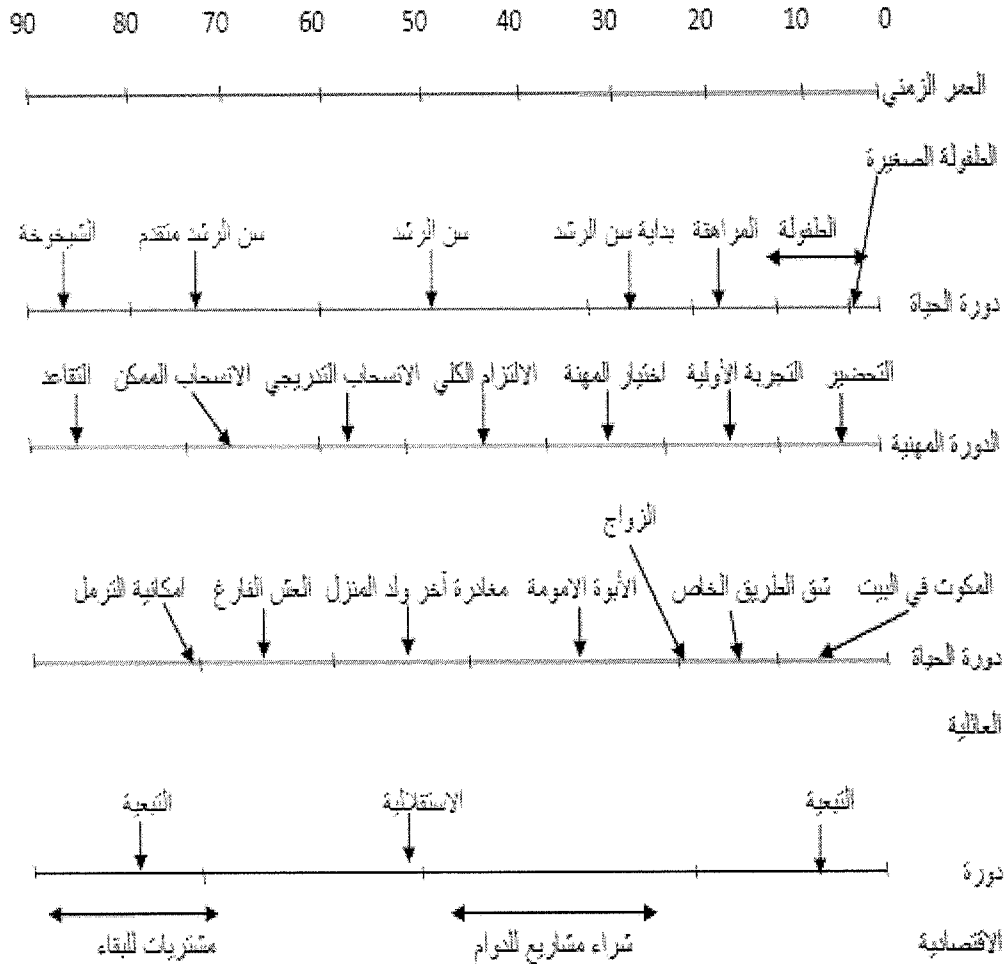 0 10 20 30 40 50 60 70 80 90
العمر الزمني
الطفولة الصغيرة
الطفولة المراهقة بداية سن الرشد سن الرشد سن الرشد متقدم الشيخوخة
دورة الحياة
التحضير التجربة الأولية اختيار المهنة الالتزام الكلي الانسحاب التدريجي الانسحاب الممكن التقاعد
الدورة المهنية
الزواج
المكوت في البيت شق الطريق الخاص الأبوة الامومة مغادرة آخر ولد المنزل العش الفارغ امكانية الترمل
دورة الحياة
العائلية
التبعية الاستقلالية التبعية
دورة
شراء مشاريع للدوام مشتريات للبقاء
الاقتصادية